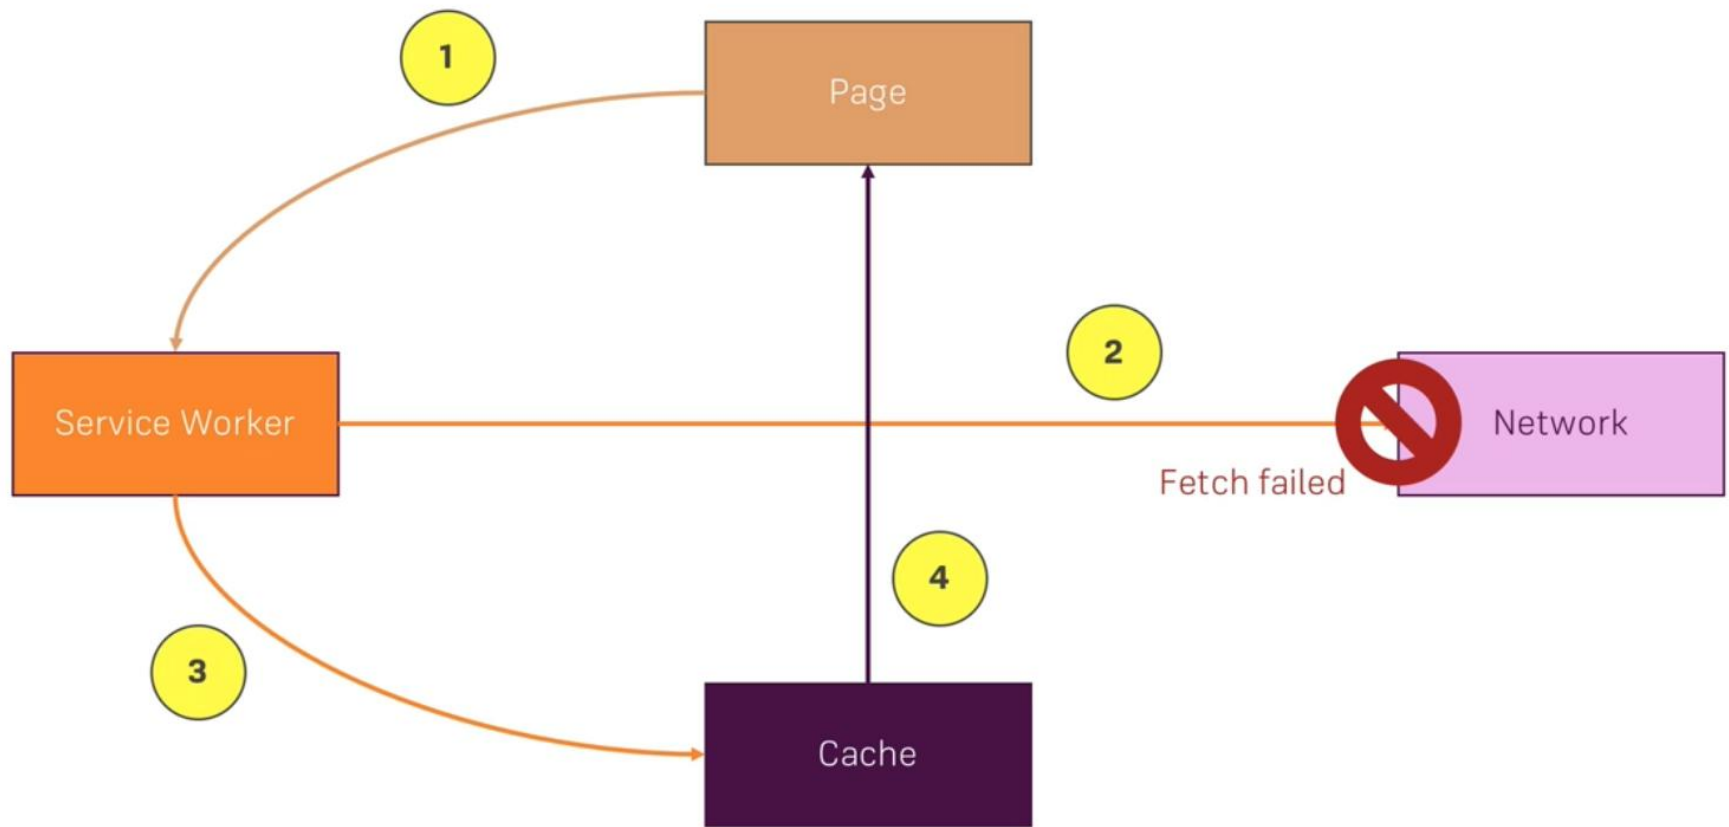 1
Page
2
Service Worker
Network
Fetch failed
4
3
Cache